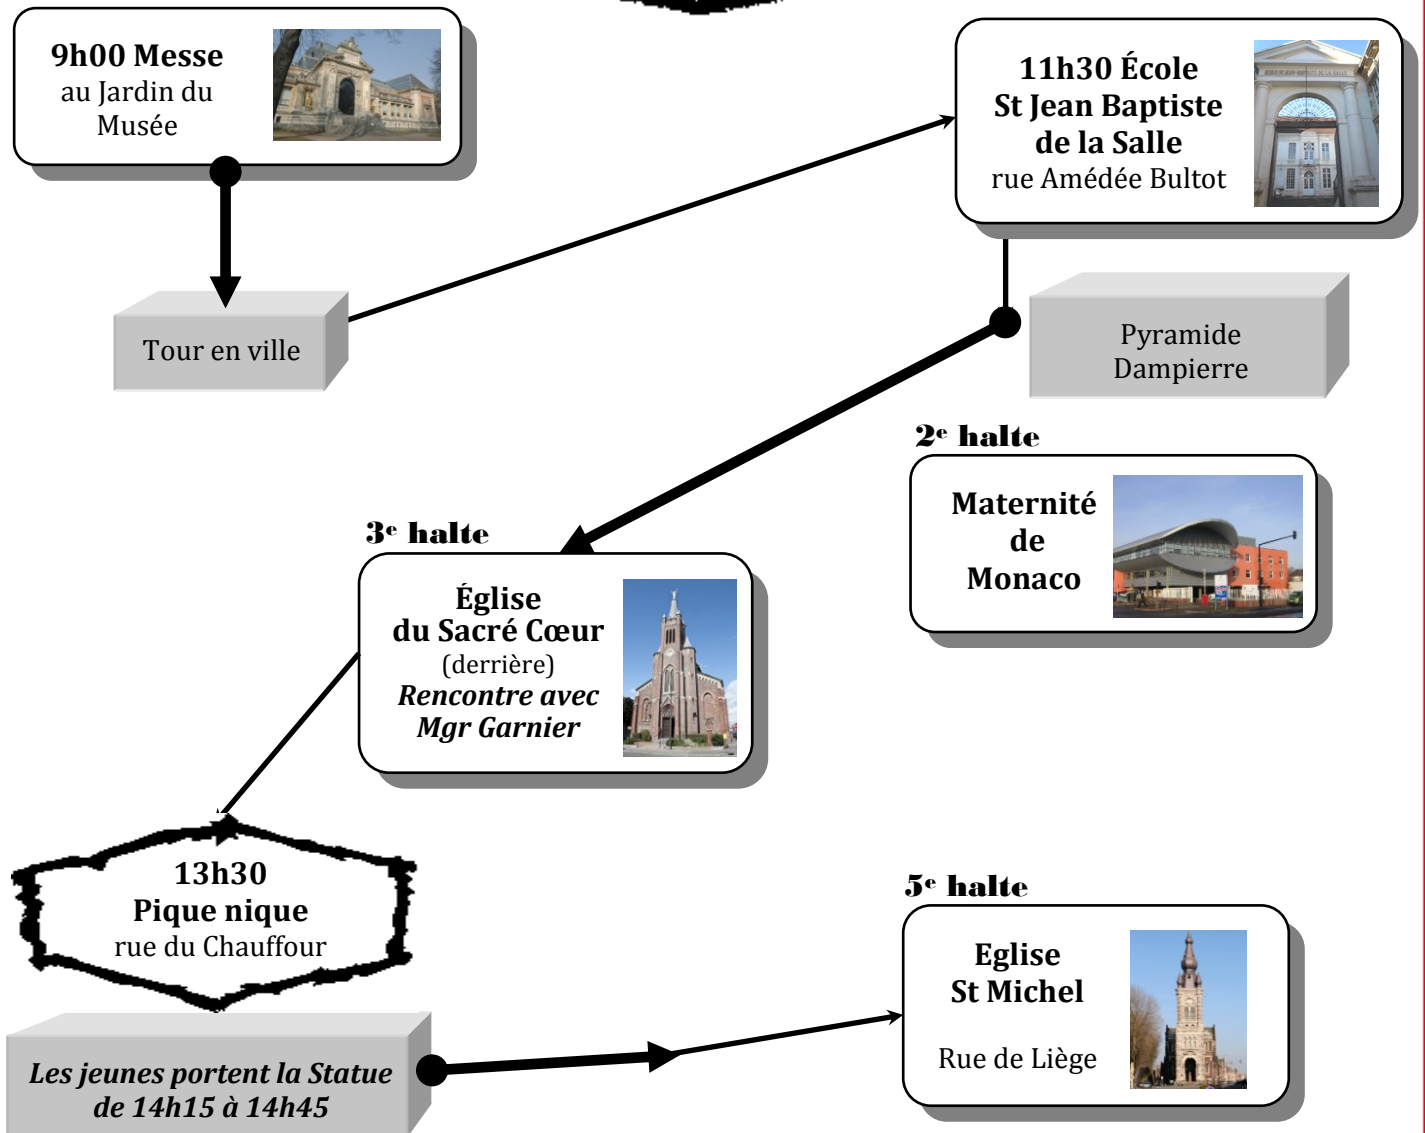 9h00 Messe
au Jardin du
Musée
11h30 École
St Jean Baptiste
de la Salle
rue Amédée Bultot
Tour en ville
Pyramide
Dampierre
2e halte
Maternité
de
Monaco
3e halte
Église
du Sacré Cœur
(derrière)
Rencontre avec
Mgr Garnier
13h30
Pique nique
rue du Chauffour
5e halte
Eglise
St Michel
Rue de Liège
Les jeunes portent la Statue
de 14h15 à 14h45